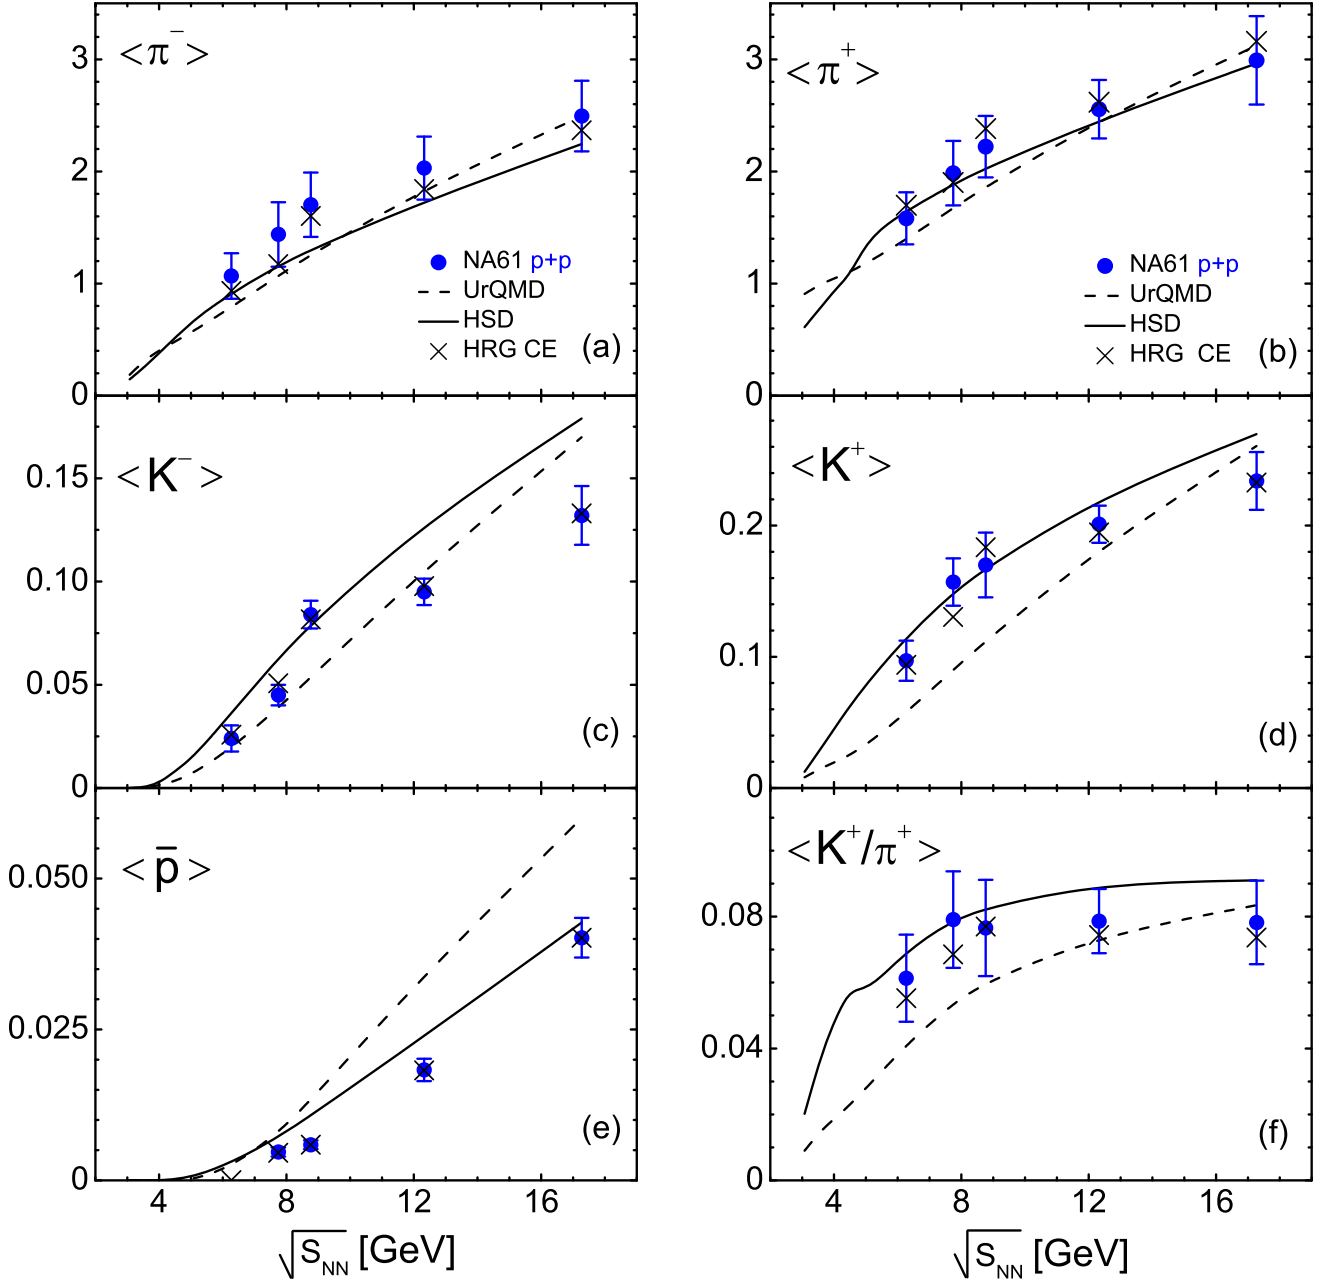 <π⁻>
3
2
1
0
NA61 p+p
UrQMD
HSD
HRG CE
(a)
<π⁺>
3
2
1
0
NA61 p+p
UrQMD
HSD
HRG CE
(b)
<K⁻>
0.15
0.10
0.05
0
(c)
<K⁺>
0.2
0.1
0
(d)
<p̄>
0.050
0.025
0
(e)
4 8 12 16
√S_NN [GeV]
<K⁺/π⁺>
0.08
0.04
0
(f)
4 8 12 16
√S_NN [GeV]